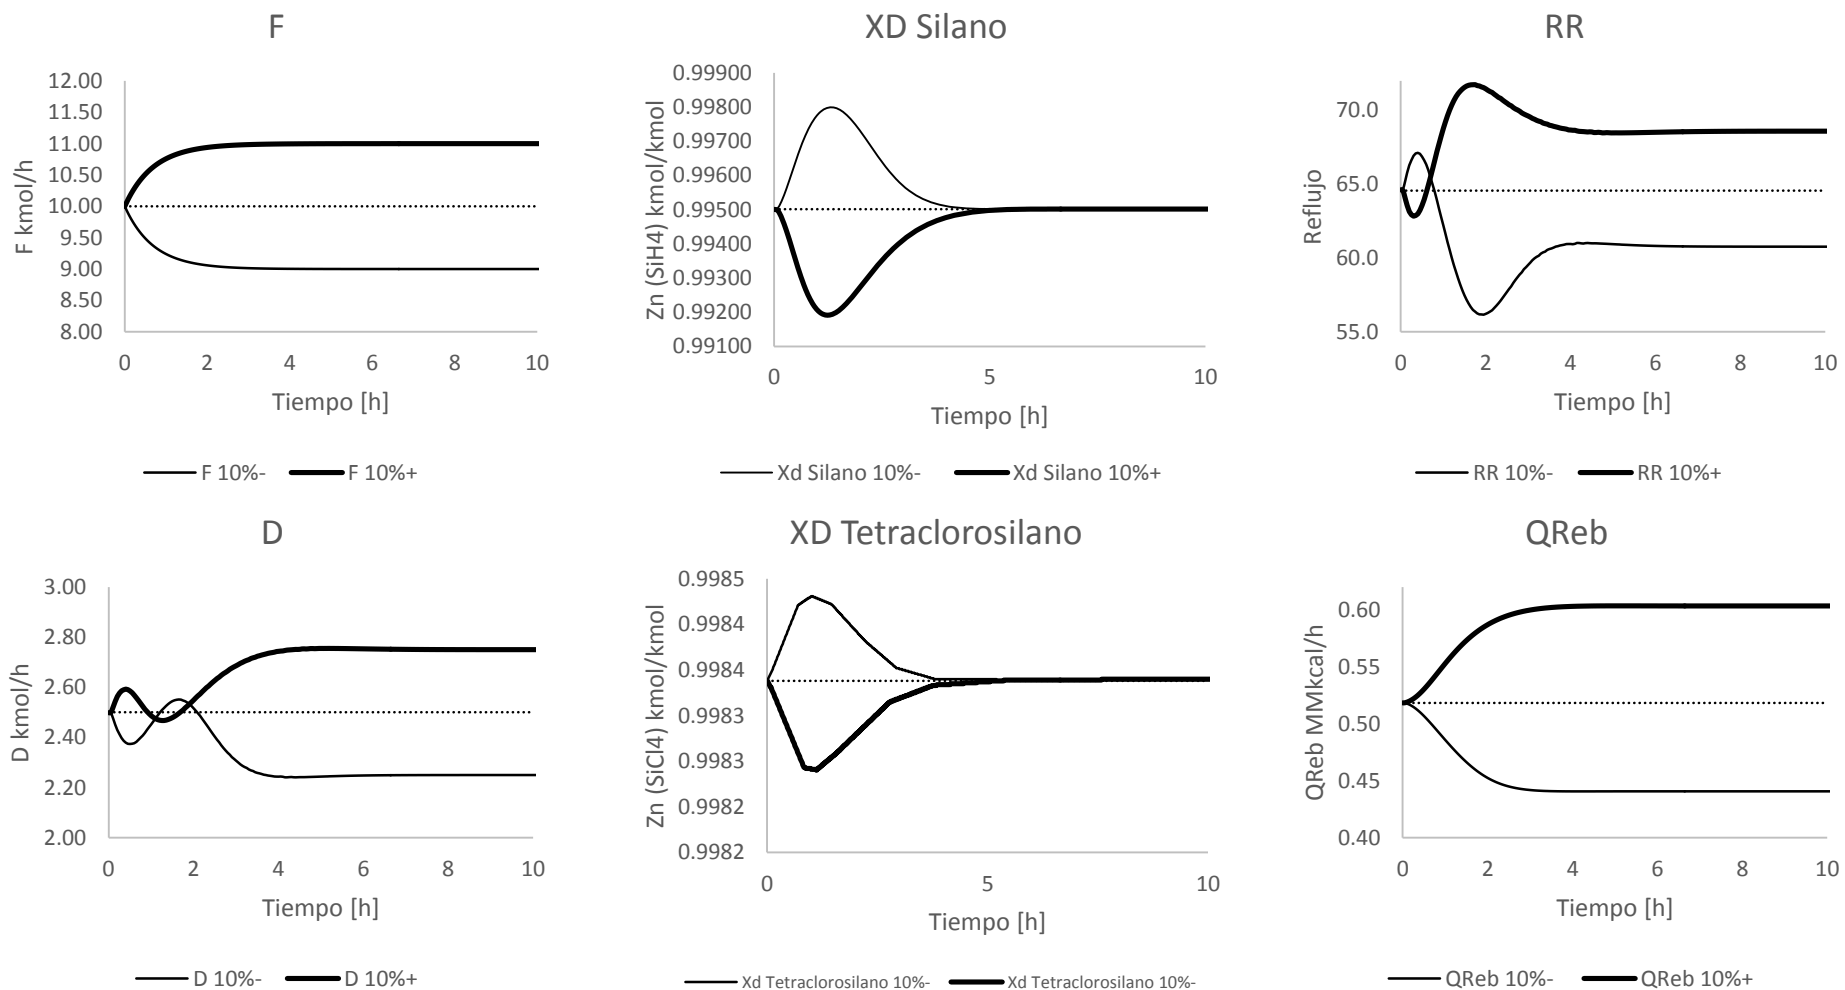 F
F kmol/h
12.00
11.50
11.00
10.50
10.00
9.50
9.00
8.50
8.00
0 2 4 6 8 10
Tiempo [h]
F 10%- F 10%+
XD Silano
Zn (SiH4) kmol/kmol
0.99900
0.99800
0.99700
0.99600
0.99500
0.99400
0.99300
0.99200
0.99100
0 5 10
Tiempo [h]
Xd Silano 10%- Xd Silano 10%+
RR
Reflujo
70.0
65.0
60.0
55.0
0 2 4 6 8 10
Tiempo [h]
RR 10%- RR 10%+
D
D kmol/h
3.00
2.80
2.60
2.40
2.20
2.00
0 2 4 6 8 10
Tiempo [h]
D 10%- D 10%+
XD Tetraclorosilano
Zn (SiCl4) kmol/kmol
0.9985
0.9984
0.9984
0.9983
0.9983
0.9982
0.9982
0 5 10
Tiempo [h]
Xd Tetraclorosilano 10%- Xd Tetraclorosilano 10%-
QReb
QReb MMkcal/h
0.60
0.55
0.50
0.45
0.40
0 2 4 6 8 10
Tiempo [h]
QReb 10%- QReb 10%+